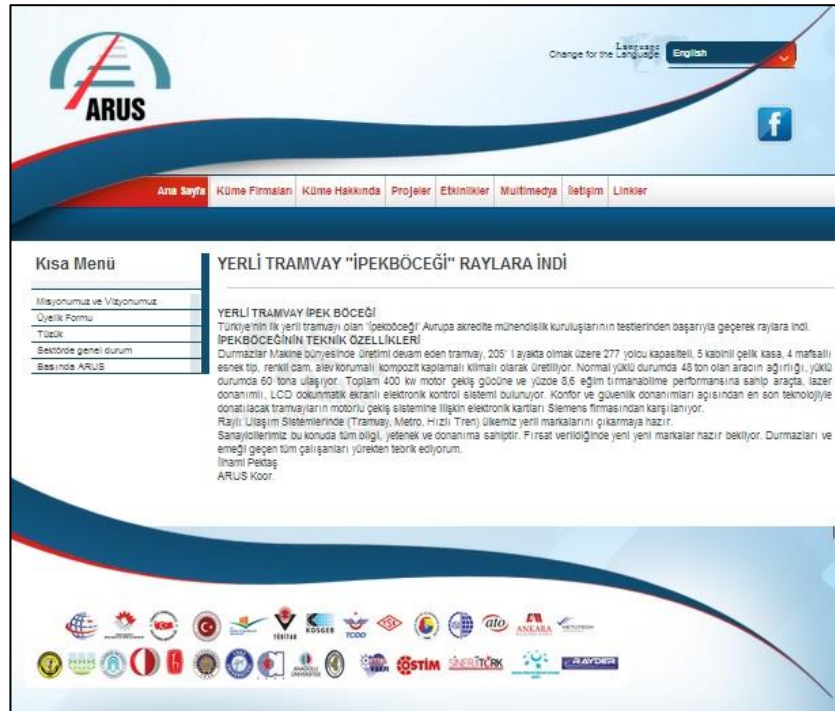 ARUS
Language
Change for the Language
English
f
Ana Sayfa
Küme Firmaları
Küme Hakkında
Projeler
Etkinlikler
Multimedya
İletişim
Linkler
Kısa Menü
Misyonumuz ve Vizyonumuz
Üyelik Formu
Tüzük
Sektörde genel durum
Basında ARUS
YERLİ TRAMVAY "İPEKBÖCEĞİ" RAYLARA İNDİ
YERLİ TRAMVAY İPEK BÖCEĞİ
Türkiye'nin ilk yerli tramvayı olan 'İpekböceği' Avrupa akredite mühendislik kuruluşlarının testlerinden başarıyla geçerek raylara indi.
İPEKBÖCEĞİNİN TEKNİK ÖZELLİKLERİ
Durmazlar Makine bünyesinde üretimi devam eden tramvay, 205' i ayakta olmak üzere 277 yolcu kapasiteli, 5 kabinli çelik kasa, 4 mafsallı
esnek tip, renkli cam, alev korumalı kompozit kaplamalı klimalı olarak üretiliyor. Normal yüklü durumda 48 ton olan aracın ağırlığı, yüklü
durumda 60 tona ulaşıyor. Toplam 400 kw motor çekiş gücüne ve yüzde 8,6 eğim tırmanabilme performansına sahip araçta, lazer
donanımlı, LCD dokunmatik ekranlı elektronik kontrol sistemi bulunuyor. Konfor ve güvenlik donanımları açısından en son teknolojiyle
donatılacak tramvayların motorlu çekiş sistemine ilişkin elektronik kartları Siemens firmasından karşılanıyor.
Raylı Ulaşım Sistemlerinde (Tramvay, Metro, Hızlı Tren) ülkemiz yerli markalarını çıkarmaya hazır.
Sanayicilerimiz bu konuda tüm bilgi, yetenek ve donanıma sahiptir. Fırsat verildiğinde yeni yeni markalar hazır bekliyor. Durmazları ve
emeği geçen tüm çalışanları yürekten tebrik ediyorum.
İlhami Pektaş
ARUS Koor.
TÜBİTAK
KOSGEB
TCDD
ato
ANKARA
ANADOLU ÜNİVERSİTESİ
OSTİM
SİNERJİTÜRK
RAYDER